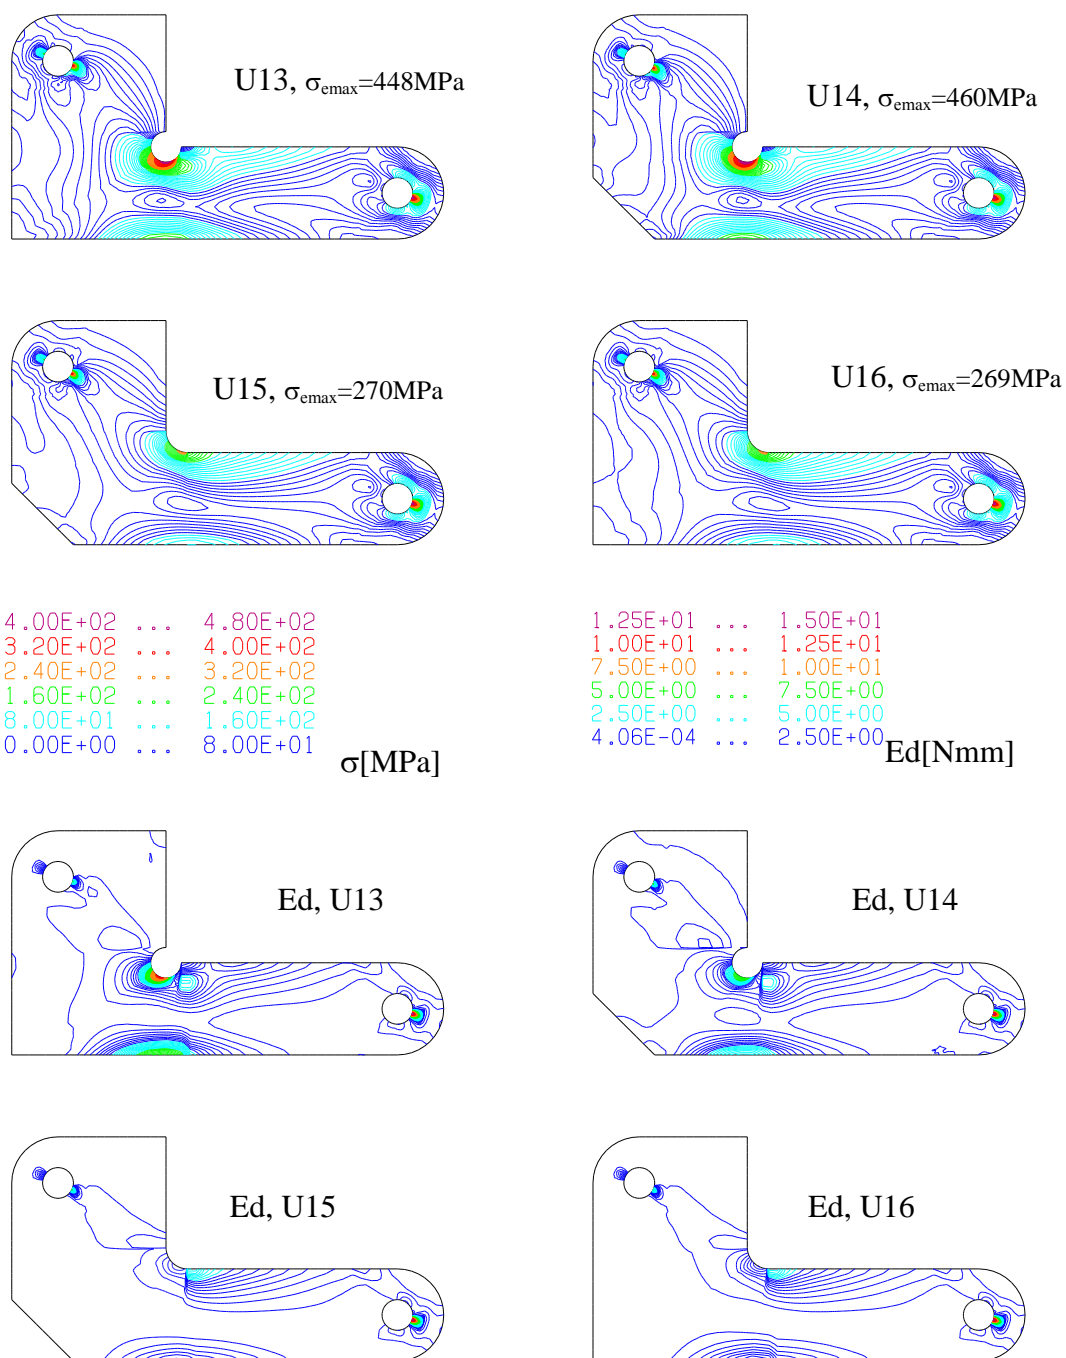 U13, σemax=448MPa
U14, σemax=460MPa
U15, σemax=270MPa
U16, σemax=269MPa
4.00E+02 ... 4.80E+02
3.20E+02 ... 4.00E+02
2.40E+02 ... 3.20E+02
1.60E+02 ... 2.40E+02
8.00E+01 ... 1.60E+02
0.00E+00 ... 8.00E+01
σ[MPa]
1.25E+01 ... 1.50E+01
1.00E+01 ... 1.25E+01
7.50E+00 ... 1.00E+01
5.00E+00 ... 7.50E+00
2.50E+00 ... 5.00E+00
4.06E-04 ... 2.50E+00
Ed[Nmm]
Ed, U13
Ed, U14
Ed, U15
Ed, U16